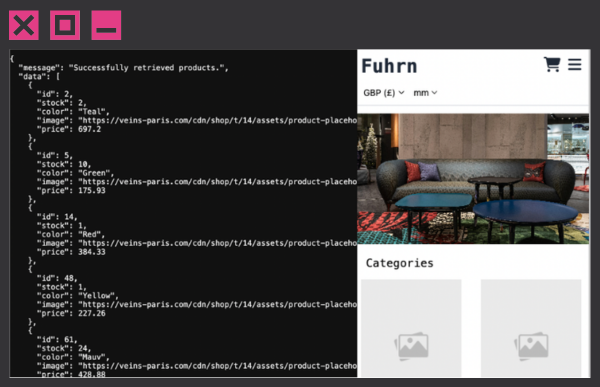 {
"message": "Successfully retrieved products.",
"data": [
{
"id": 2,
"stock": 2,
"color": "Teal",
"image": "https://veins-paris.com/cdn/shop/t/14/assets/product-placeho
"price": 697.2
},
{
"id": 5,
"stock": 10,
"color": "Green",
"image": "https://veins-paris.com/cdn/shop/t/14/assets/product-placeho
"price": 175.93
},
{
"id": 14,
"stock": 1,
"color": "Red",
"image": "https://veins-paris.com/cdn/shop/t/14/assets/product-placeho
"price": 384.33
},
{
"id": 48,
"stock": 1,
"color": "Yellow",
"image": "https://veins-paris.com/cdn/shop/t/14/assets/product-placeho
"price": 227.26
},
{
"id": 61,
"stock": 24,
"color": "Mauv",
"image": "https://veins-paris.com/cdn/shop/t/14/assets/product-placeho
"price": 428.88
Fuhrn
GBP (£) mm
Categories